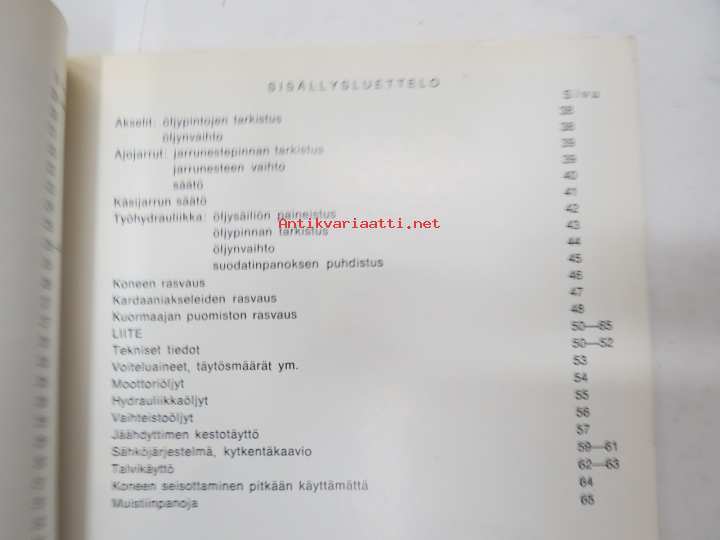 SISÄLLYSLUETTELO
Sivu
Akselit: öljypintojen tarkistus 38
öljynvaihto 38
Ajojarrut: jarrunestepinnan tarkistus 39
jarrunesteen vaihto 39
säätö 40
Käsijarrun säätö 41
Työhydrauliikka: öljysäiliön paineistus 42
Antikvariaatti.net
öljypinnan tarkistus 43
öljynvaihto 44
suodatinpanoksen puhdistus 45
Koneen rasvaus 46
Kardaaniakseleiden rasvaus 47
Kuormaajan puomiston rasvaus 48
LIITE 50—65
Tekniset tiedot 50—52
Voiteluaineet, täytösmäärät ym. 53
Moottoriöljyt 54
Hydrauliikkaöljyt 55
Vaihteistoöljyt 56
Jäähdyttimen kestotäyttö 57
Sähköjärjestelmä, kytkentäkaavio 59—61
Talvikäyttö 62—63
Koneen seisottaminen pitkään käyttämättä 64
Muistiinpanoja 65